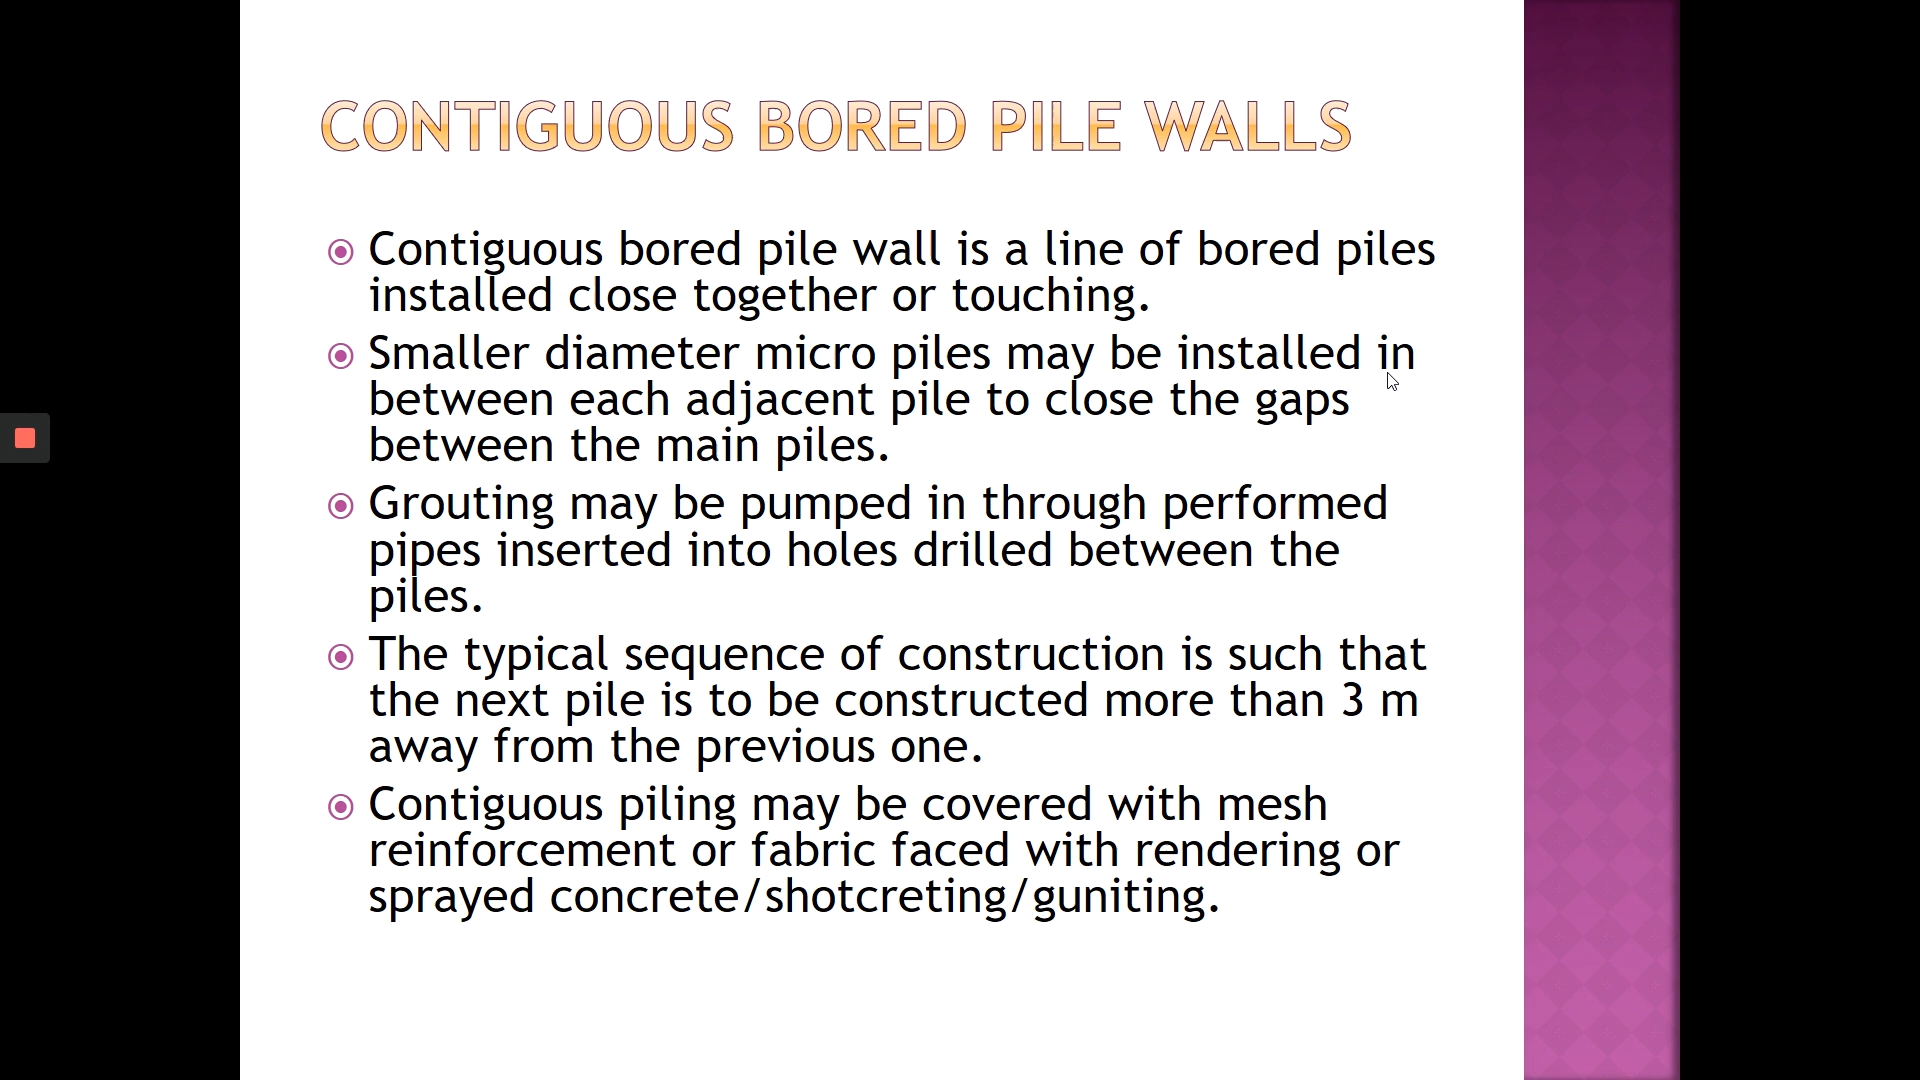 CONTIGUOUS BORED PILE WALLS
Contiguous bored pile wall is a line of bored piles
installed close together or touching.
Smaller diameter micro piles may be installed in
between each adjacent pile to close the gaps
between the main piles.
Grouting may be pumped in through performed
pipes inserted into holes drilled between the
piles.
The typical sequence of construction is such that
the next pile is to be constructed more than 3 m
away from the previous one.
Contiguous piling may be covered with mesh
reinforcement or fabric faced with rendering or
sprayed concrete/shotcreting/guniting.